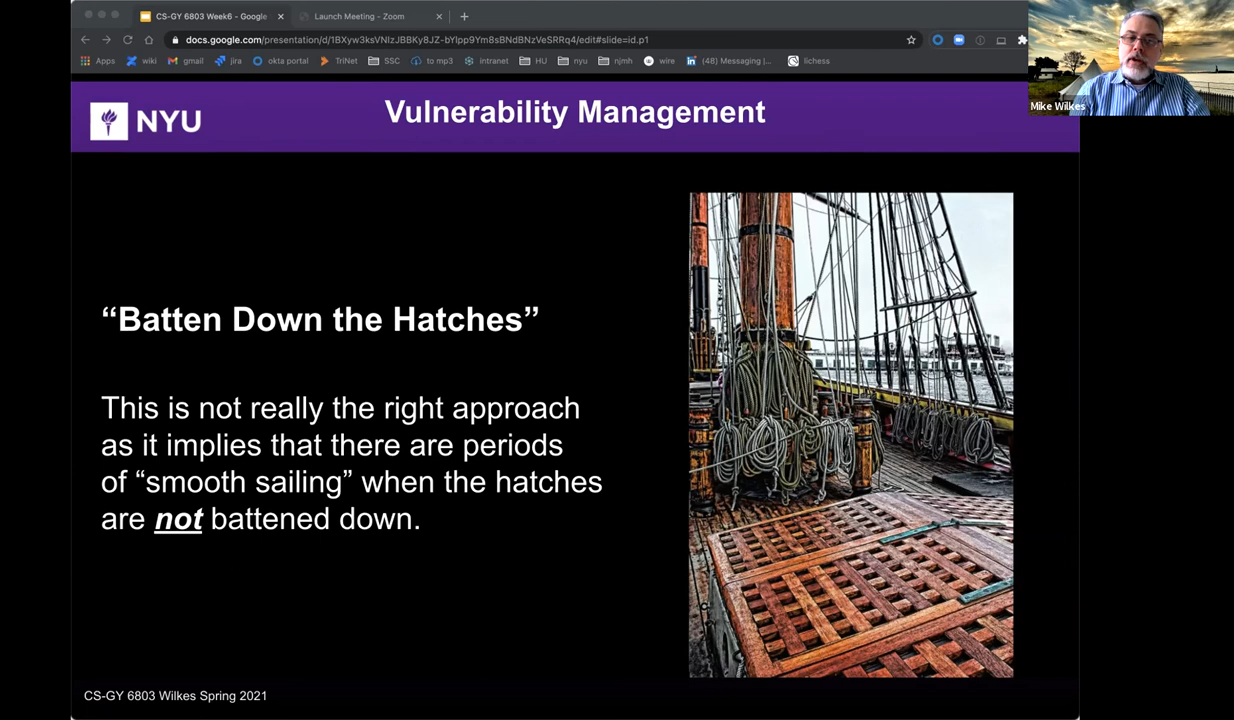 CS-GY 6803 Week6 - Google
Launch Meeting - Zoom
docs.google.com/presentation/d/1BXyw3ksVNIzJBBKy8JZ-bYlpp9Ym8sBNdBNzVeSRRq4/edit#slide=id.p1
Apps wiki gmail jira okta portal TriNet SSC to mp3 intranet HU nyu njmh wire (48) Messaging |... lichess
Mike Wilkes
NYU
Vulnerability Management
“Batten Down the Hatches”
This is not really the right approach
as it implies that there are periods
of “smooth sailing” when the hatches
are not battened down.
CS-GY 6803 Wilkes Spring 2021